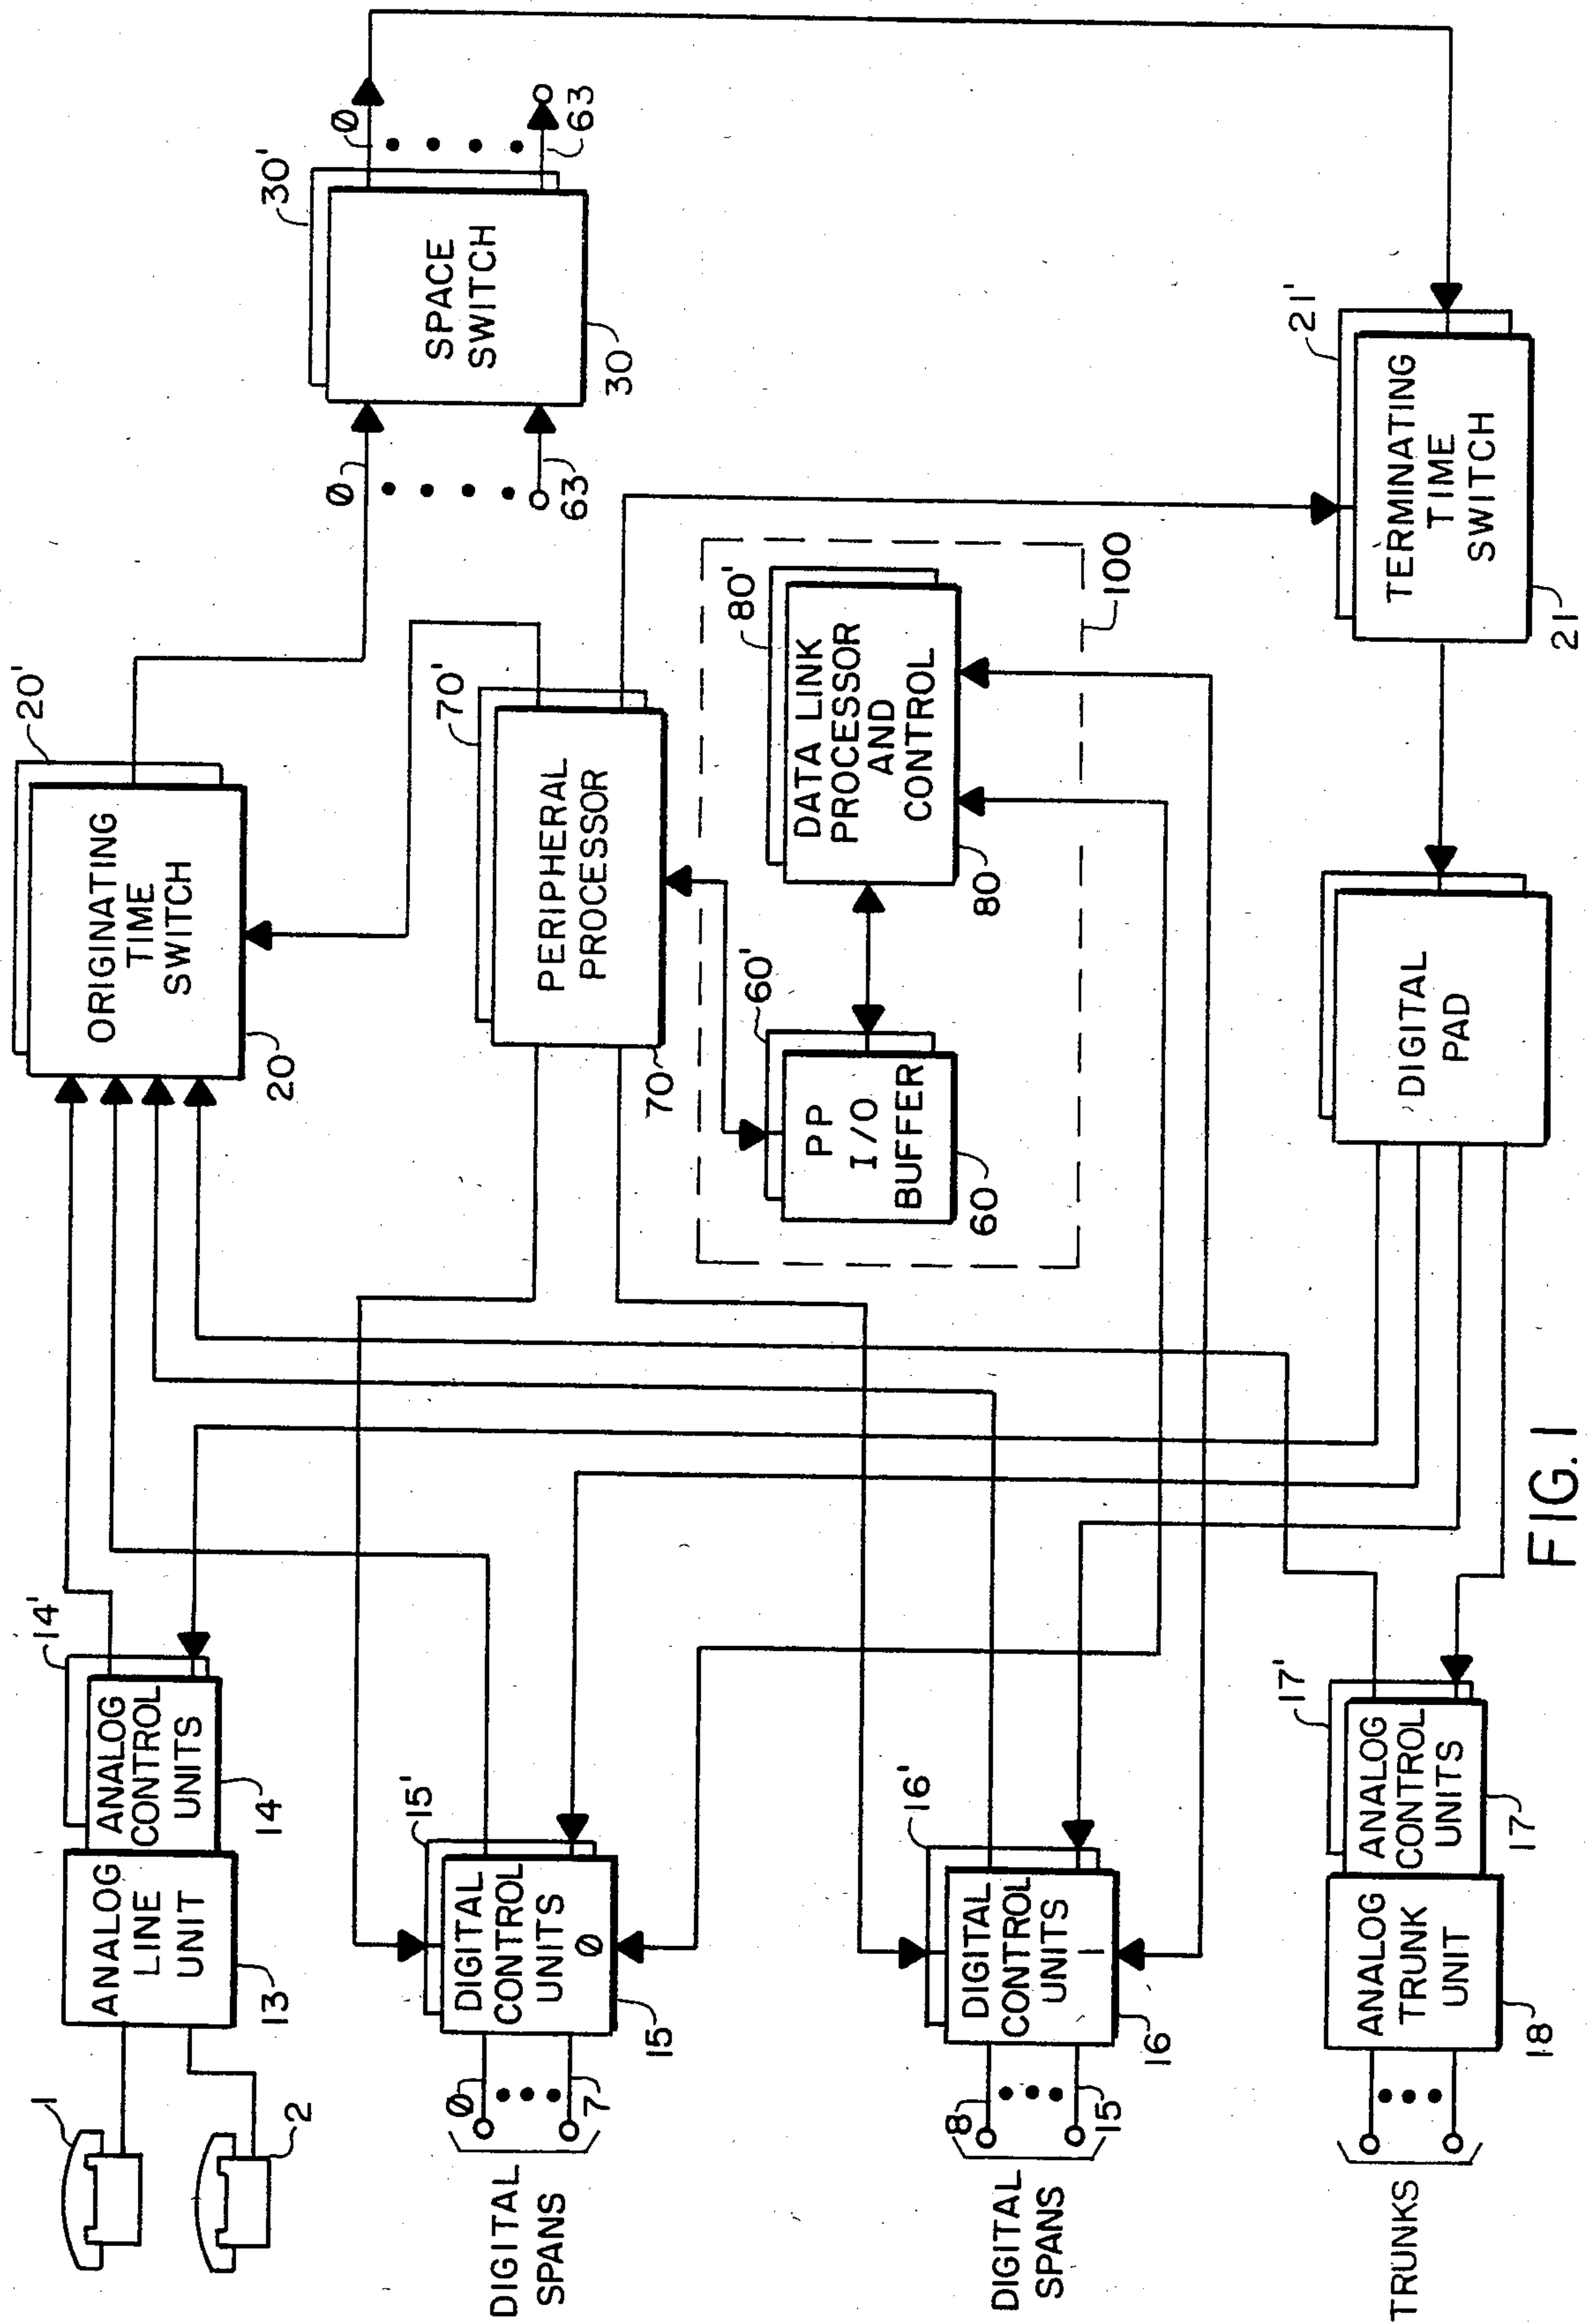 1
2
13
ANALOG
LINE
UNIT
14'
ANALOG
CONTROL
UNITS
14
20'
ORIGINATING
TIME
SWITCH
20
30'
SPACE
SWITCH
30
Ø
63
Ø
63
DIGITAL
SPANS
Ø
7
15'
DIGITAL
CONTROL
UNITS
Ø
15
70'
PERIPHERAL
PROCESSOR
70
60'
PP
I/O
BUFFER
60
80'
DATA LINK
PROCESSOR
AND
CONTROL
80
100
DIGITAL
SPANS
8
15
16'
DIGITAL
CONTROL
UNITS
1
16
TRUNKS
ANALOG
TRUNK
UNIT
18
17'
ANALOG
CONTROL
UNITS
17
DIGITAL
PAD
21'
TERMINATING
TIME
SWITCH
21
FIG. 1